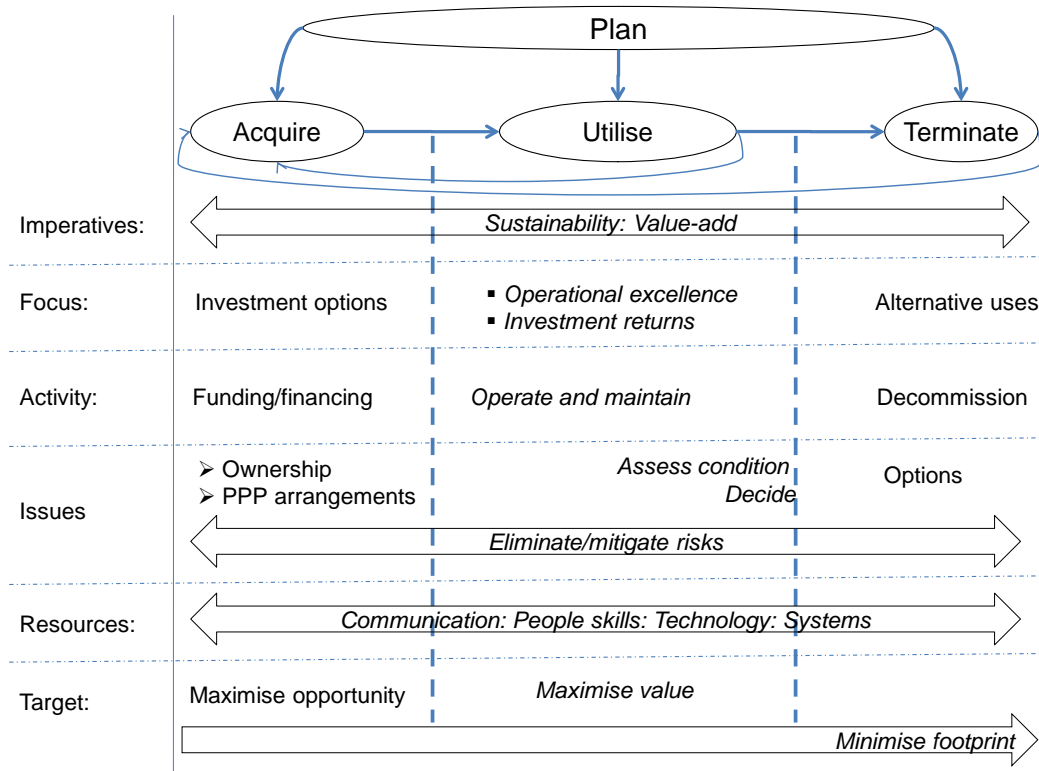 Plan
Acquire
Utilise
Terminate
Imperatives:
Sustainability: Value-add
Focus:
Investment options
▪ Operational excellence
▪ Investment returns
Alternative uses
Activity:
Funding/financing
Operate and maintain
Decommission
Issues
➢ Ownership
➢ PPP arrangements
Assess condition
Decide
Options
Eliminate/mitigate risks
Resources:
Communication: People skills: Technology: Systems
Target:
Maximise opportunity
Maximise value
Minimise footprint